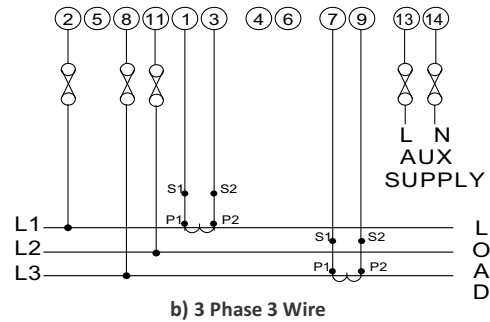 2 5 8 11 1 3 4 6 7 9 13 14
L N
AUX
SUPPLY
S1 S2
P1 P2
L1
S1 S2
L2
P1 P2
L3
LOAD
b) 3 Phase 3 Wire